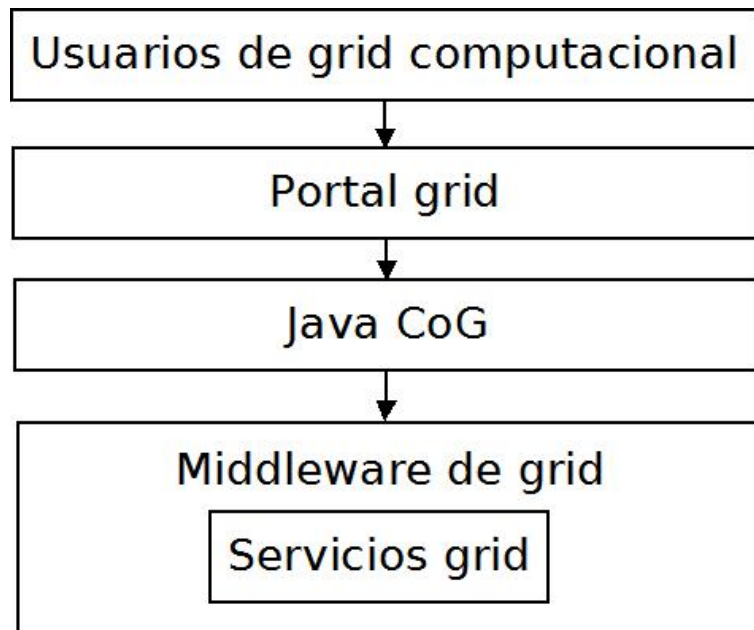 Usuarios de grid computacional
Portal grid
Java CoG
Middleware de grid
Servicios grid